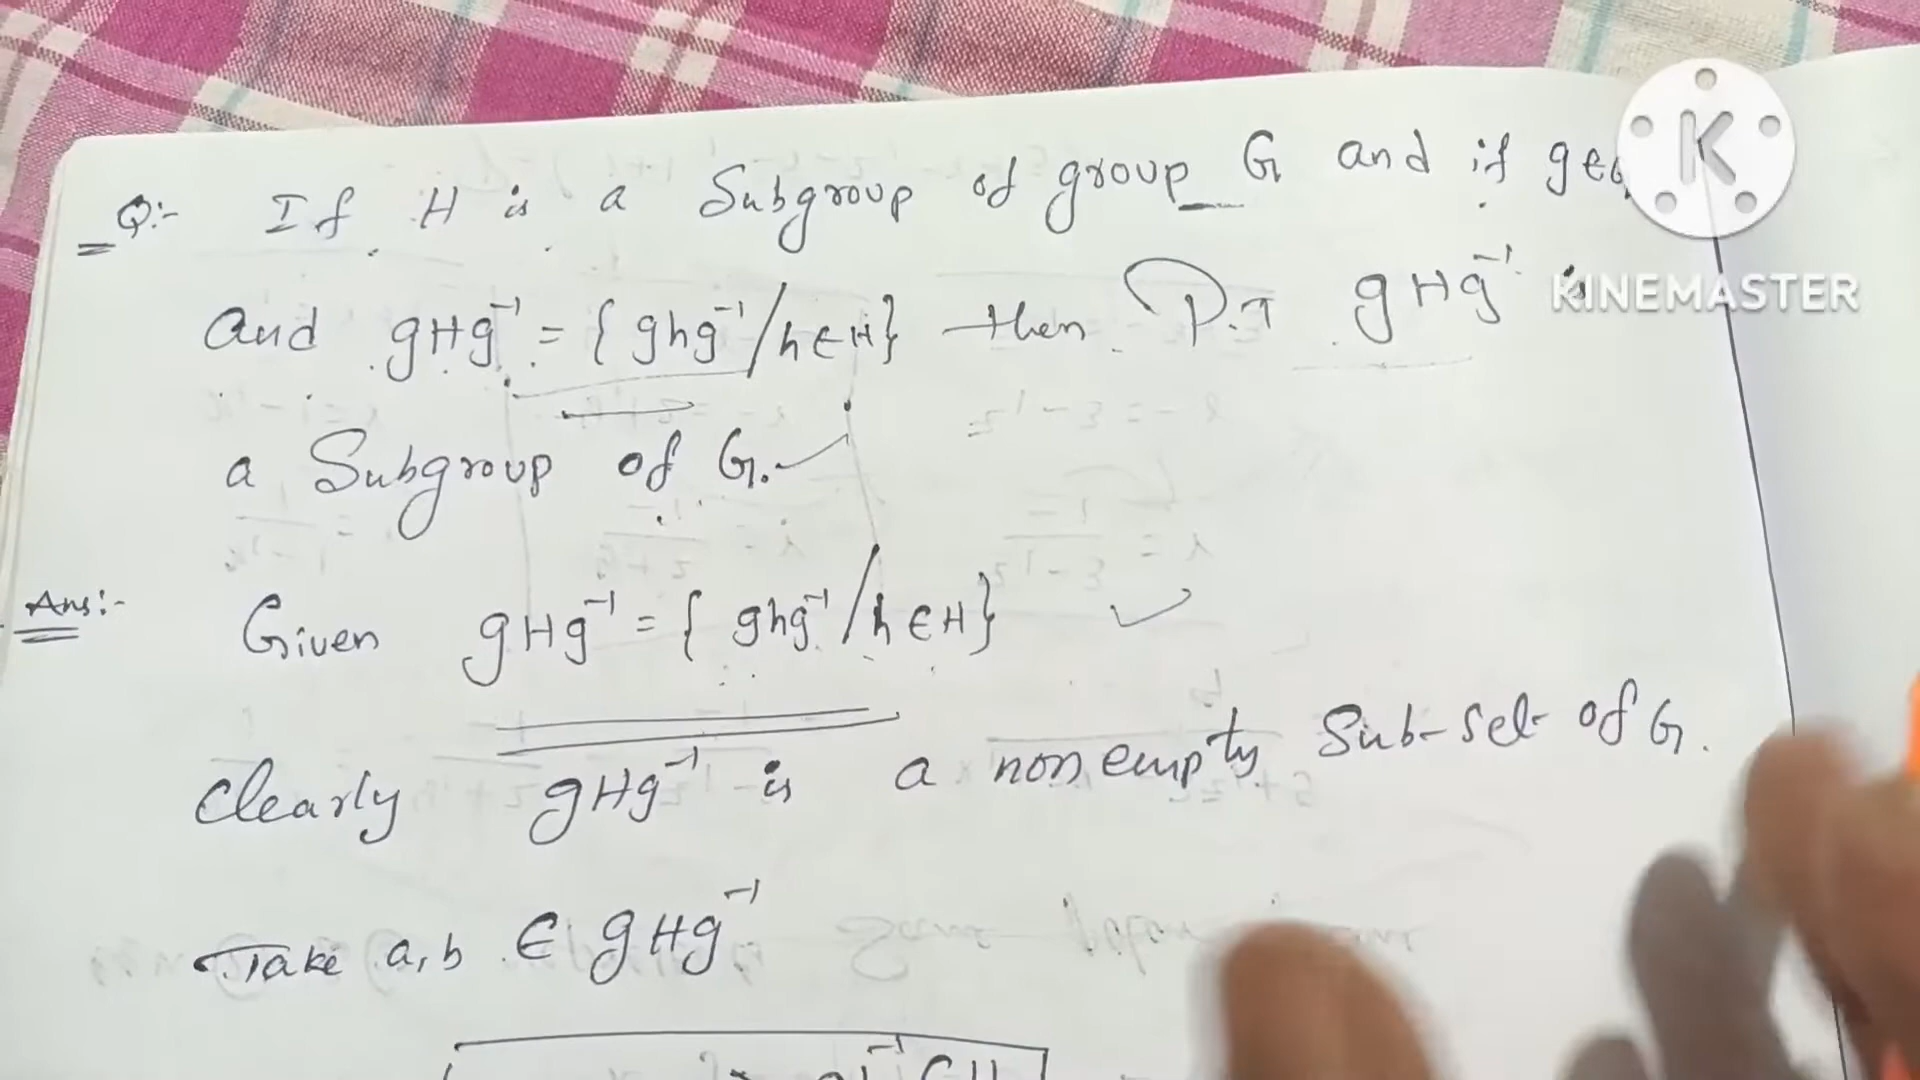 Q:- If H is a Subgroup of group G and if g∈
and gHg⁻¹ = { ghg⁻¹/h∈H} then P.T gHg⁻¹ is
a Subgroup of G.
Ans:- Given gHg⁻¹ = { ghg⁻¹/h∈H}
Clearly gHg⁻¹ is a non empty Sub-set of G.
Take a,b ∈ gHg⁻¹
K
KINEMASTER